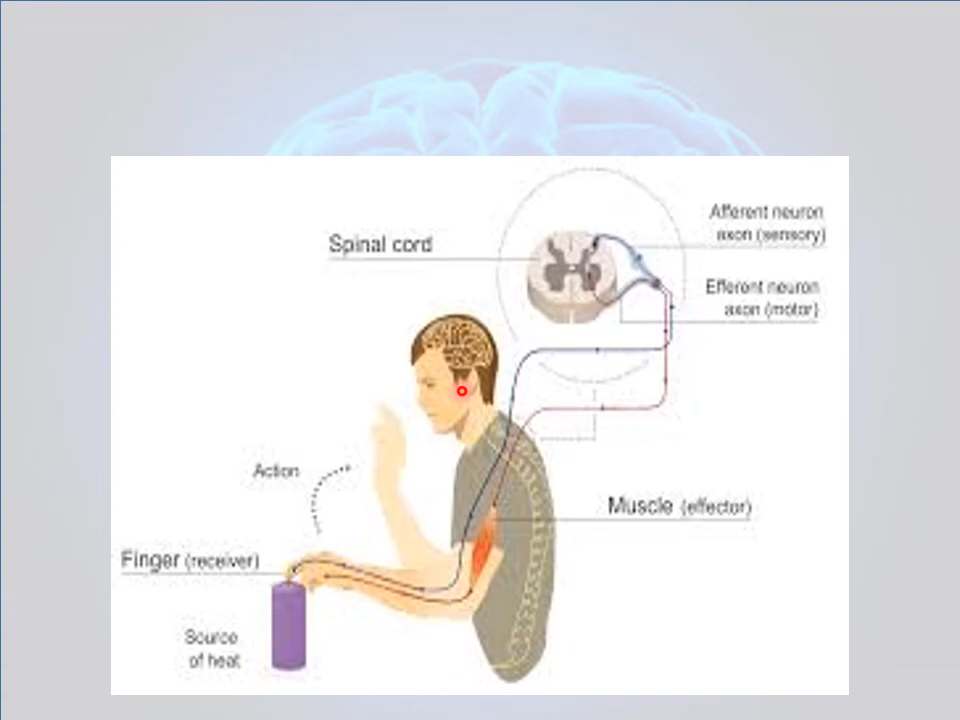 Afferent neuron
axon (sensory)
Spinal cord
Efferent neuron
axon (motor)
Action
Muscle (effector)
Finger (receiver)
Source
of heat